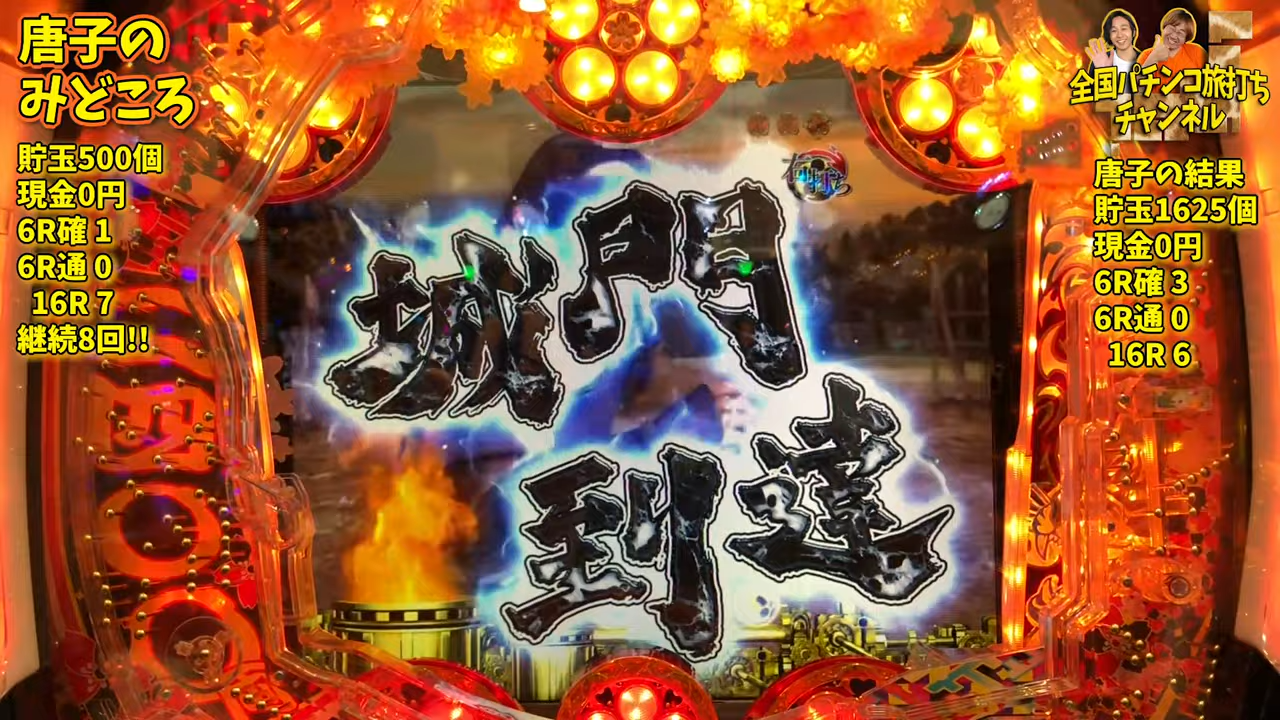 唐子の
みどころ
貯玉500個
現金0円
6R確 1
6R通 0
16R 7
継続8回!!
城門
到達
右打ち
全国パチンコ旅打ち
チャンネル
唐子の結果
貯玉1625個
現金0円
6R確 3
6R通 0
16R 6